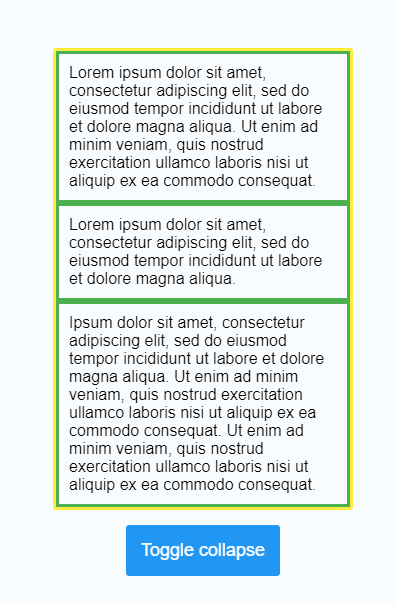 Lorem ipsum dolor sit amet,
consectetur adipiscing elit, sed do
eiusmod tempor incididunt ut labore
et dolore magna aliqua. Ut enim ad
minim veniam, quis nostrud
exercitation ullamco laboris nisi ut
aliquip ex ea commodo consequat.
Lorem ipsum dolor sit amet,
consectetur adipiscing elit, sed do
eiusmod tempor incididunt ut labore
et dolore magna aliqua.
Ipsum dolor sit amet, consectetur
adipiscing elit, sed do eiusmod
tempor incididunt ut labore et dolore
magna aliqua. Ut enim ad minim
veniam, quis nostrud exercitation
ullamco laboris nisi ut aliquip ex ea
commodo consequat. Ut enim ad
minim veniam, quis nostrud
exercitation ullamco laboris nisi ut
aliquip ex ea commodo consequat.
Toggle collapse